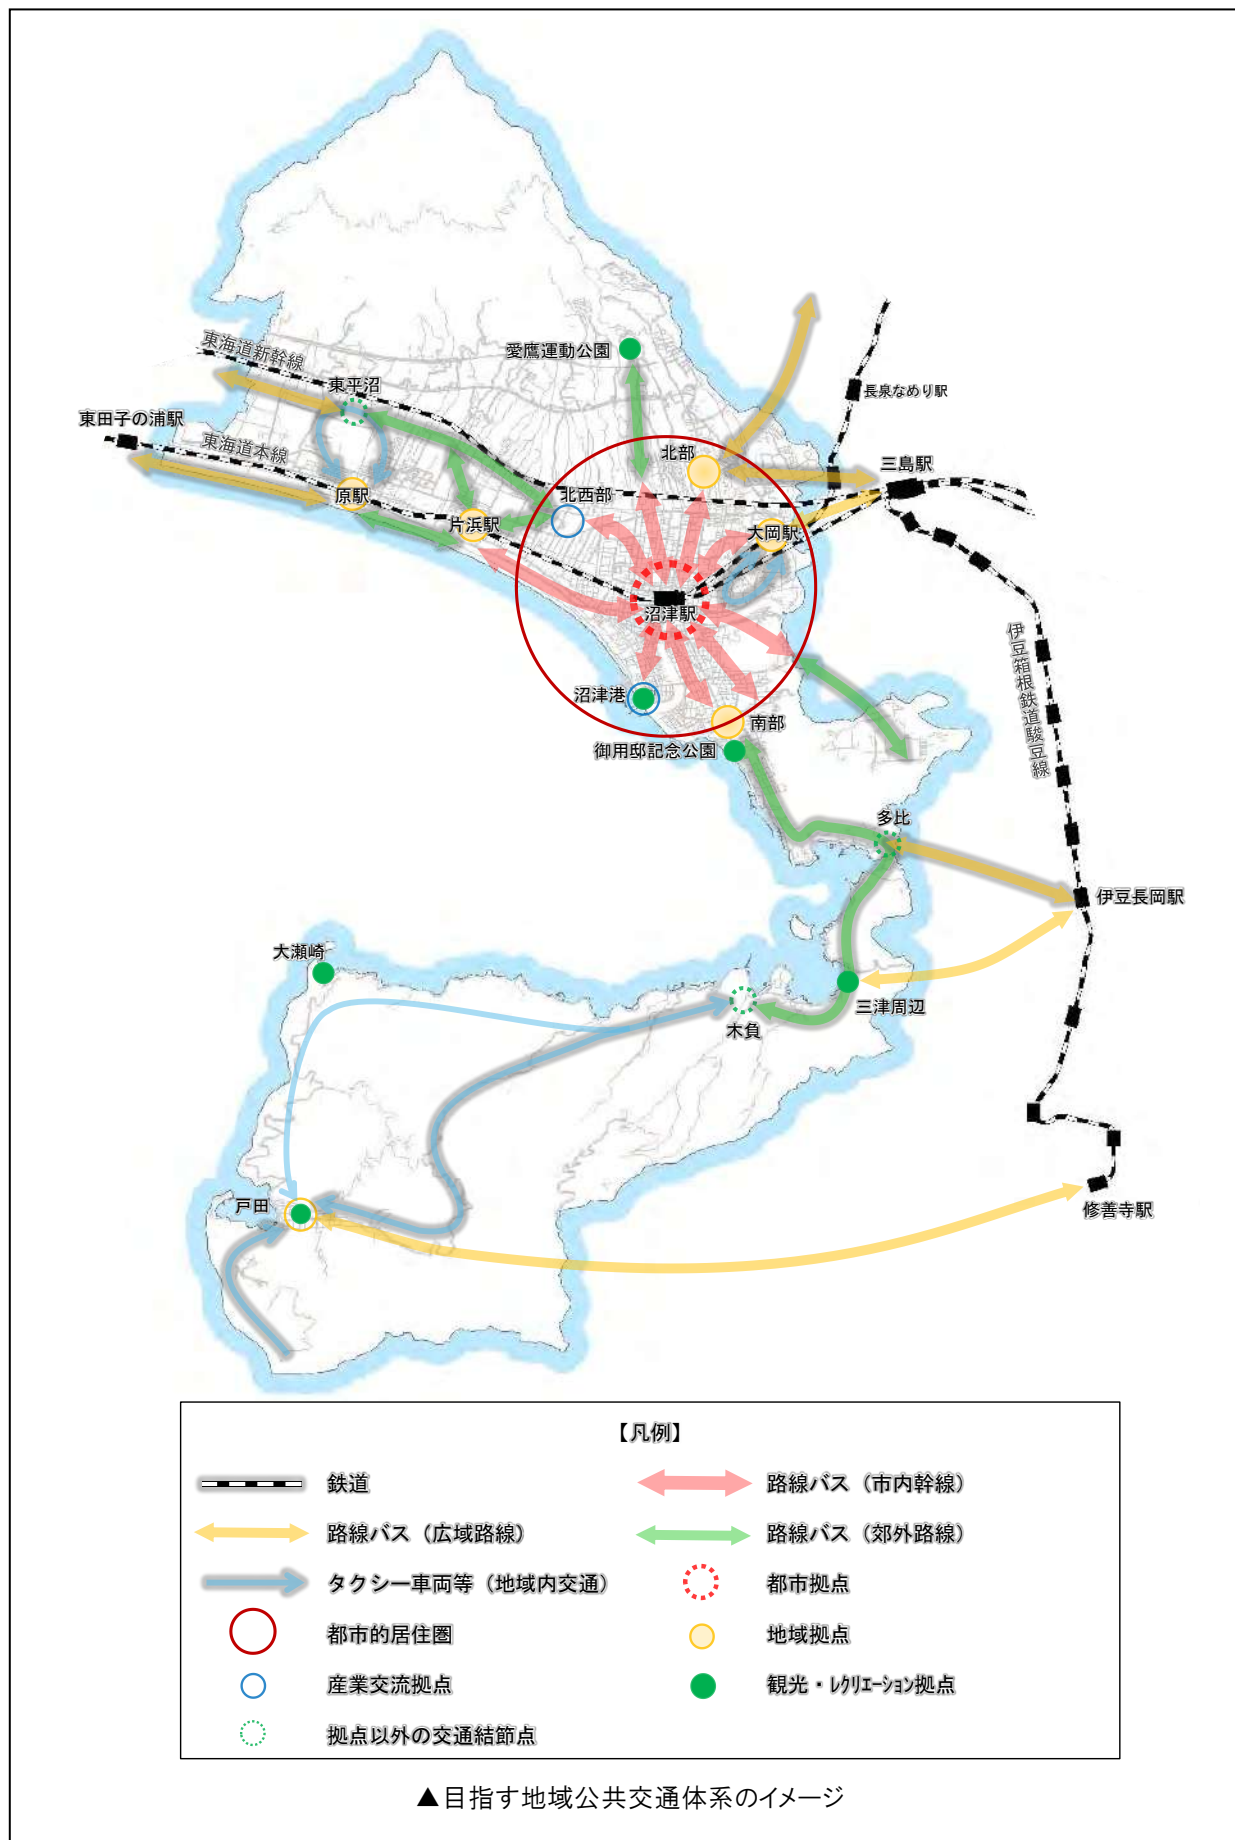 愛鷹運動公園
東海道新幹線
東平沼
長泉なめり駅
東田子の浦駅
東海道本線
北部
三島駅
原駅
北西部
片浜駅
大岡駅
沼津駅
伊豆箱根鉄道駿豆線
沼津港
南部
御用邸記念公園
多比
伊豆長岡駅
大瀬崎
三津周辺
木負
戸田
修善寺駅
【凡例】
鉄道
路線バス（市内幹線）
路線バス（広域路線）
路線バス（郊外路線）
タクシー車両等（地域内交通）
都市拠点
都市的居住圏
地域拠点
産業交流拠点
観光・ﾚｸﾘｴｰｼｮﾝ拠点
拠点以外の交通結節点
▲目指す地域公共交通体系のイメージ